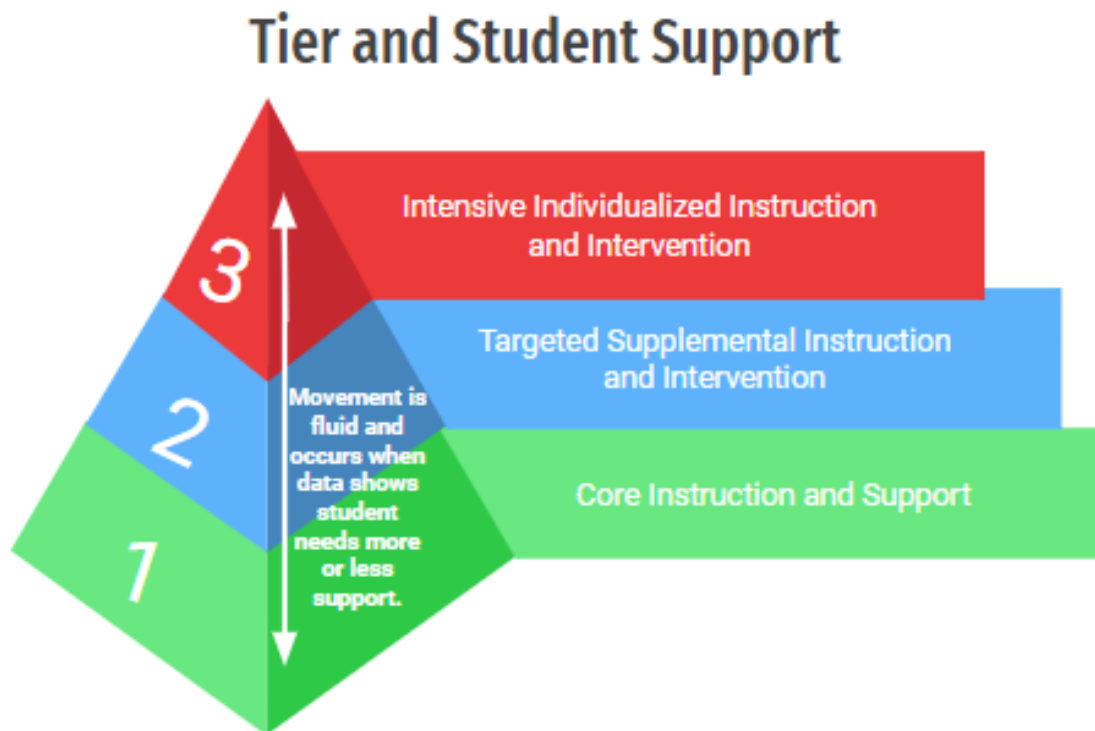 Tier and Student Support
3
Intensive Individualized Instruction
and Intervention
2
Targeted Supplemental Instruction
and Intervention
Movement is
fluid and
occurs when
data shows
student
needs more
or less
support.
1
Core Instruction and Support